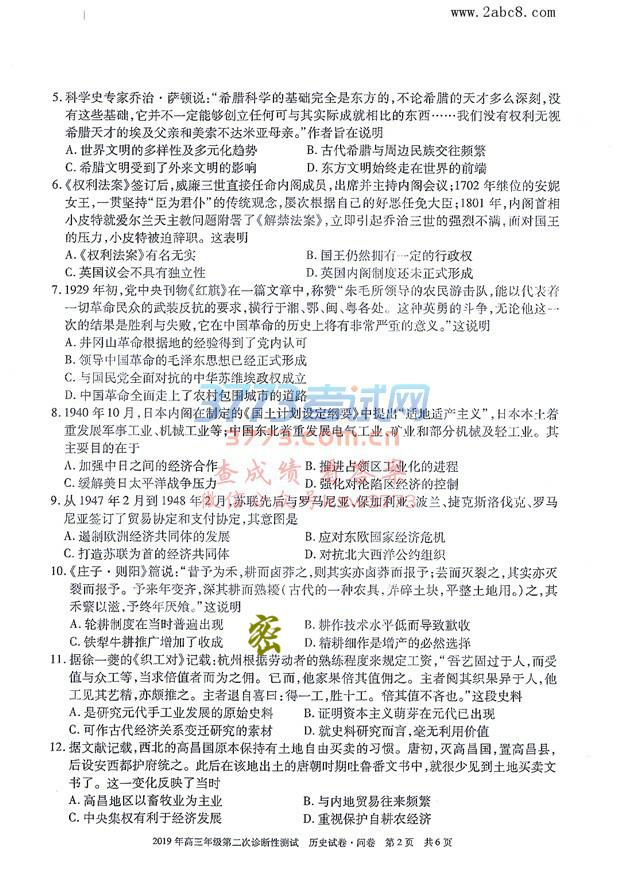 www.2abc8.com
5.科学史专家乔治·萨顿说：“希腊科学的基础完全是东方的，不论希腊的天才多么深刻，没
有这些基础，它并不一定能够创立任何可与其实际成就相比的东西……我们没有权利无视
希腊天才的埃及父亲和美索不达米亚母亲。”作者旨在说明
A.世界文明的多样性及多元化趋势 B.古代希腊与周边民族交往频繁
C.希腊文明受到了外来文明的影响 D.东方文明始终走在世界的前端
6.《权利法案》签订后，威廉三世直接任命内阁成员，出席并主持内阁会议；1702年继位的安妮
女王，一贯坚持“臣为君仆”的传统观念，屡次根据自己的好恶任免大臣；1801年，内阁首相
小皮特就爱尔兰天主教问题附署了《解禁法案》，立即引起乔治三世的强烈不满，面对国王
的压力，小皮特被迫辞职。这表明
A.《权利法案》有名无实 B.国王仍然拥有一定的行政权
C.英国议会不具有独立性 D.英国内阁制度还未正式形成
7.1929年初，党中央刊物《红旗》在一篇文章中，称赞“朱毛所领导的农民游击队，能以代表着
一切革命民众的武装反抗的要求，横行于湘、鄂、闽、粤各处。这种英勇的斗争，无论他这一
次的结果是胜利与失败，它在中国革命的历史上将有非常严重的意义。”这说明
A.井冈山革命根据地的经验得到了党内认可
B.领导中国革命的毛泽东思想已经正式形成
C.与国民党全面对抗的中华苏维埃政权成立
D.中国革命全面走上了农村包围城市的道路
3773考试网
8.1940年10月，日本内阁在制定的《国土计划设定纲要》中提出“适地适产主义”，日本本土着
重发展军事工业、机械工业等；中国东北着重发展电气工业、矿业和部分机械及轻工业。其
3773.com.cn
主要目的在于
A.加强中日之间的经济合作 B.推进占领区工业化的进程
查成绩 看答案
C.缓解美日太平洋战争压力 D.强化对沦陷区经济的控制
9.从1947年2月到1948年2月，苏联先后与罗马尼亚、保加利亚、波兰、捷克斯洛伐克、罗马
尼亚签订了贸易协定和支付协定，其意图是
A.遏制欧洲经济共同体的发展 B.应对东欧国家经济危机
C.打造苏联为首的经济共同体 D.对抗北大西洋公约组织
10.《庄子·则阳》篇说：“昔予为禾，耕而卤莽之，则其实亦卤莽而报予；芸而灭裂之，其实亦灭
裂而报予。予来年变齐，深其耕而熟耰（古代的一种农具，弄碎土块，平整土地用。）之，其
禾蘩以滋，予终年厌飧。”这说明
A.轮耕制度在当时普遍出现 B.耕作技术水平低而导致歉收
C.铁犁牛耕推广增加了收成 D.精耕细作是增产的必然选择
密
11.据徐一夔的《织工对》记载：杭州根据劳动者的熟练程度来规定工资，“吾艺固过于人，而受
值与众工等，当求倍值者而为之佣。已而，他家果倍其值佣之。主者阅其织果异于人，他
工见其艺精，亦颇推之。主者退自喜曰：得一工，胜十工。倍其值不吝也。”这段史料
A.是研究元代手工业发展的原始史料 B.证明资本主义萌芽在元代已出现
C.可作古代经济关系变迁研究的素材 D.就史料研究而言，毫无利用价值
12.据文献记载，西北的高昌国原本保持有土地自由买卖的习惯。唐初，灭高昌国，置高昌县，
后设安西都护府统之。此后在该地出土的唐朝时期吐鲁番文书中，就很少见到土地买卖文
书了。这一变化反映了当时
A.高昌地区以畜牧业为主 B.与内地贸易往来频繁
C.中央集权有利于经济发展 D.国家干预农业经济
2019年高三年级第二次诊断性测试 历史试卷·问卷 第2页 共6页